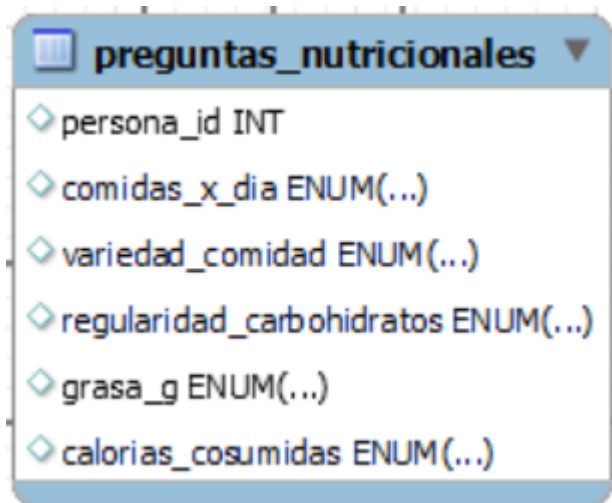 preguntas_nutricionales
persona_id INT
comidas_x_dia ENUM(...)
variedad_comidad ENUM(...)
regularidad_carbohidratos ENUM(...)
grasa_g ENUM(...)
calorias_cosumidas ENUM(...)